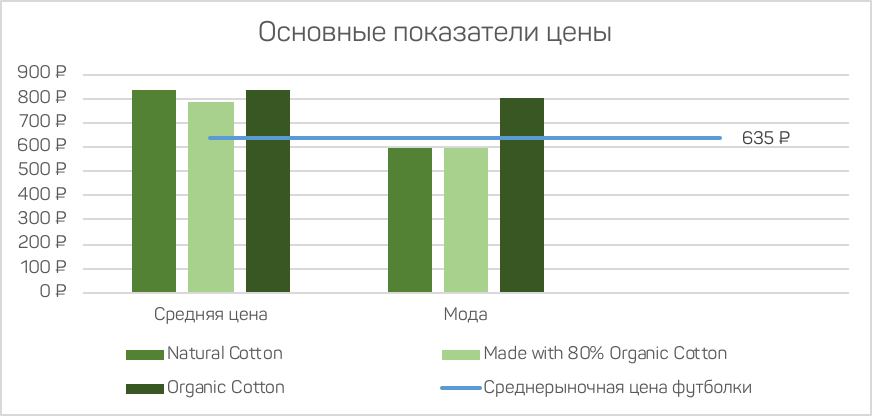 Основные показатели цены
900 ₽
800 ₽
700 ₽
600 ₽
500 ₽
400 ₽
300 ₽
200 ₽
100 ₽
0 ₽
635 ₽
Средняя цена
Мода
Natural Cotton
Made with 80% Organic Cotton
Organic Cotton
Среднерыночная цена футболки